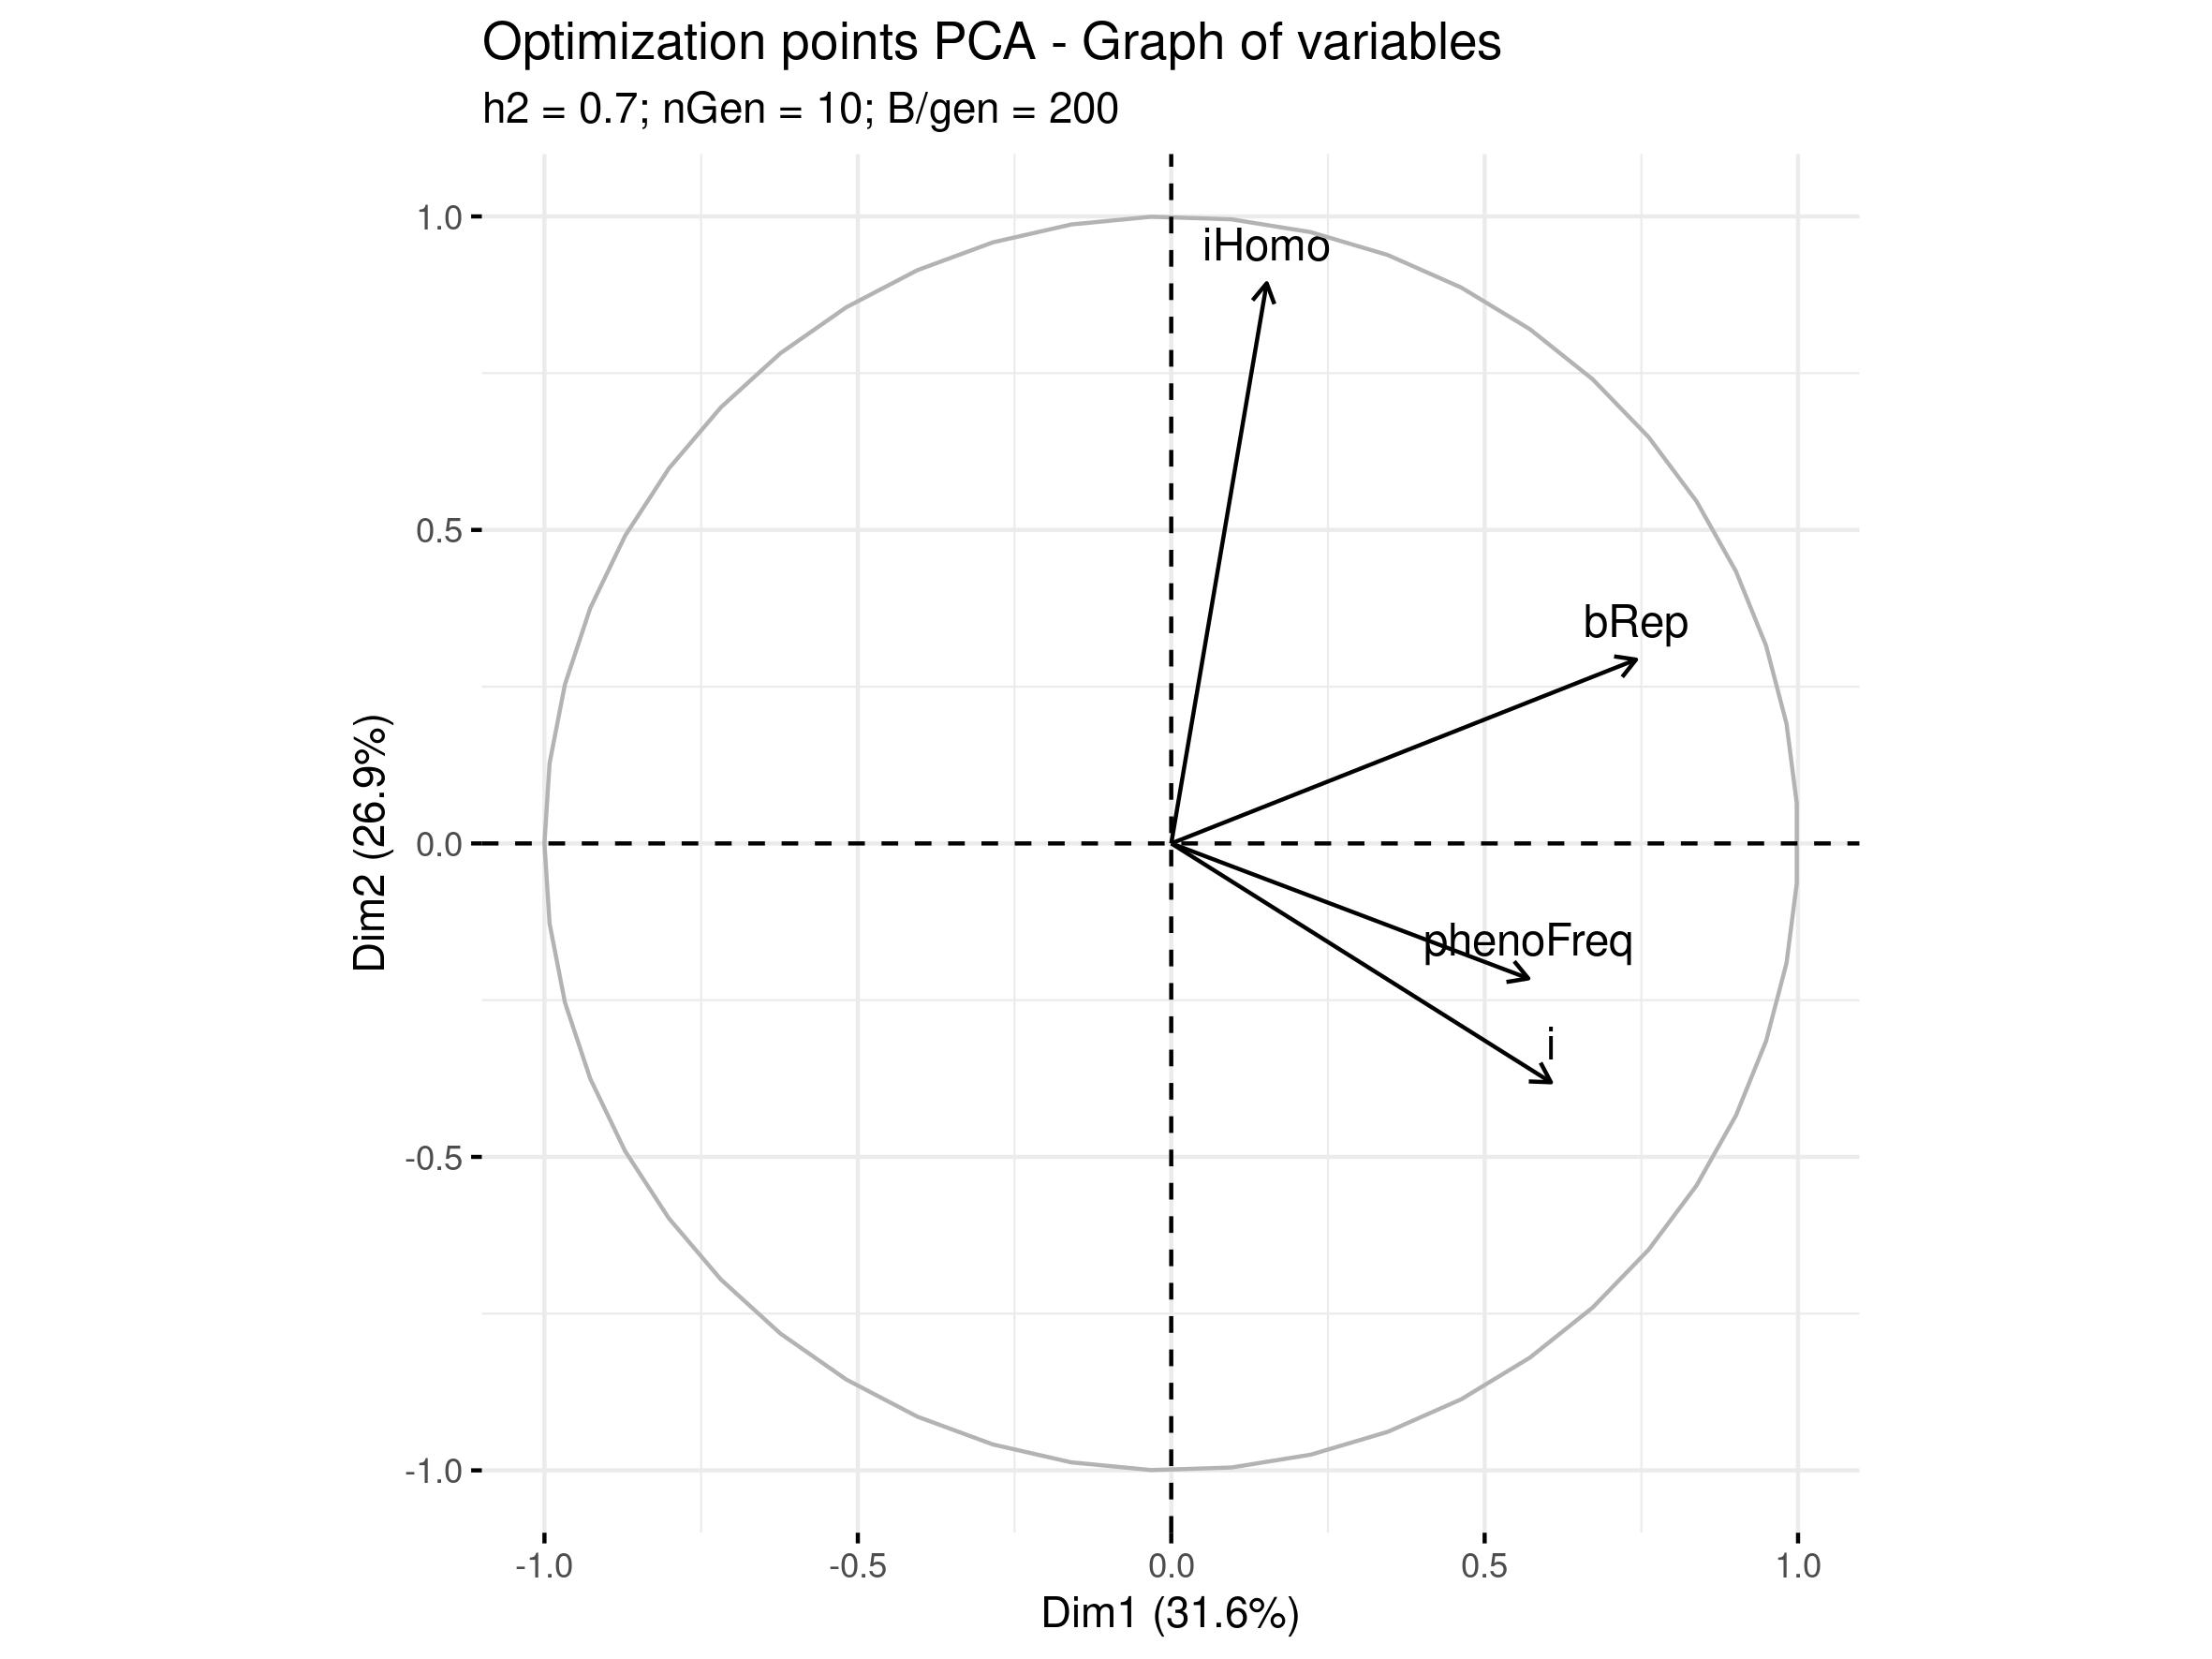 Optimization points PCA - Graph of variables
h2 = 0.7; nGen = 10; B/gen = 200
1.0
iHomo
0.5
bRep
Dim2 (26.9%)
0.0
phenoFreq
i
-0.5
-1.0
-1.0 -0.5 0.0 0.5 1.0
Dim1 (31.6%)